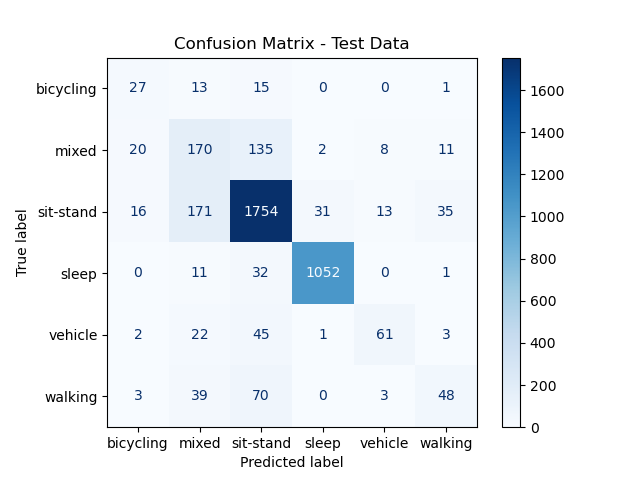 Confusion Matrix - Test Data
True label
bicycling 27 13 15 0 0 1
mixed 20 170 135 2 8 11
sit-stand 16 171 1754 31 13 35
sleep 0 11 32 1052 0 1
vehicle 2 22 45 1 61 3
walking 3 39 70 0 3 48
bicycling mixed sit-stand sleep vehicle walking
Predicted label
1600
1400
1200
1000
800
600
400
200
0